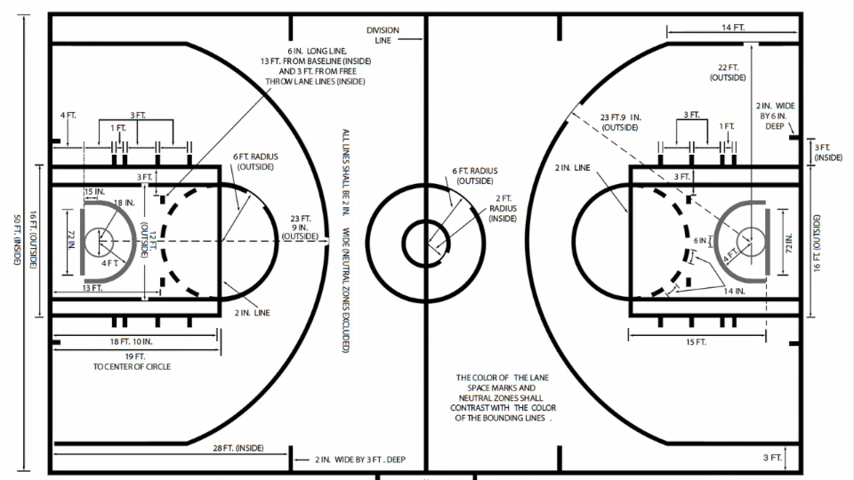 DIVISION
LINE
14 FT.
6 IN. LONG LINE,
13 FT. FROM BASELINE (INSIDE)
AND 3 FT. FROM FREE
THROW LANE LINES (INSIDE)
22 FT.
(OUTSIDE)
4 FT.
3 FT.
1 FT.
23 FT.9 IN.
(OUTSIDE)
3 FT.
1 FT.
2 IN. WIDE
BY 6 IN.
DEEP
3 FT.
(INSIDE)
ALL LINES SHALL BE 2 IN. WIDE (NEUTRAL ZONES EXCLUDED)
6 FT. RADIUS
(OUTSIDE)
6 FT. RADIUS
(OUTSIDE)
2 IN. LINE
3 FT.
3 FT.
15 IN.
18 IN.
2 FT.
RADIUS
(INSIDE)
23 FT.
9 IN.
(OUTSIDE)
50 FT. (INSIDE)
16 FT. (OUTSIDE)
72 IN.
12 FT.
(OUTSIDE)
4 FT.
13 FT.
6 IN.
4 FT.
72 IN.
16 FT (OUTSIDE)
14 IN.
2 IN. LINE
18 FT. 10 IN.
15 FT.
19 FT.
TO CENTER OF CIRCLE
THE COLOR OF THE LANE
SPACE MARKS AND
NEUTRAL ZONES SHALL
CONTRAST WITH THE COLOR
OF THE BOUNDING LINES .
28 FT. (INSIDE)
2 IN. WIDE BY 3 FT . DEEP
3 FT.